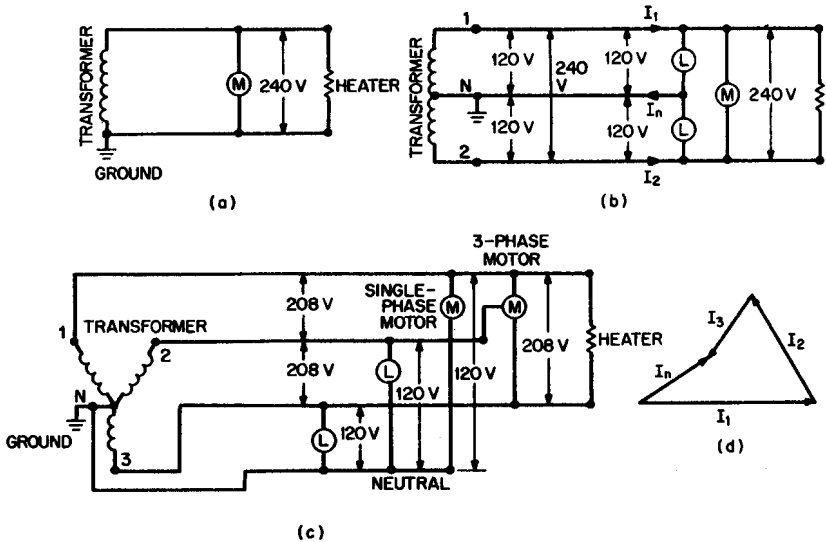 TRANSFORMER
M
240 V
HEATER
GROUND
(a)
1
I1
TRANSFORMER
120 V
240 V
120 V
L
N
In
M
240 V
120 V
120 V
L
2
I2
(b)
3-PHASE MOTOR
208 V
SINGLE-PHASE MOTOR
M
M
1
TRANSFORMER
2
208 V
HEATER
208 V
L
120 V
120 V
N
GROUND
L
120 V
3
NEUTRAL
(c)
I3
I2
In
I1
(d)